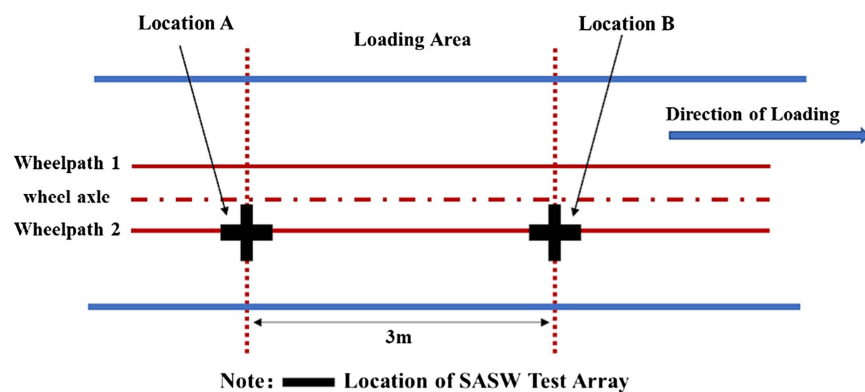 Location A
Loading Area
Location B
Direction of Loading
Wheelpath 1
wheel axle
Wheelpath 2
3m
Note: Location of SASW Test Array